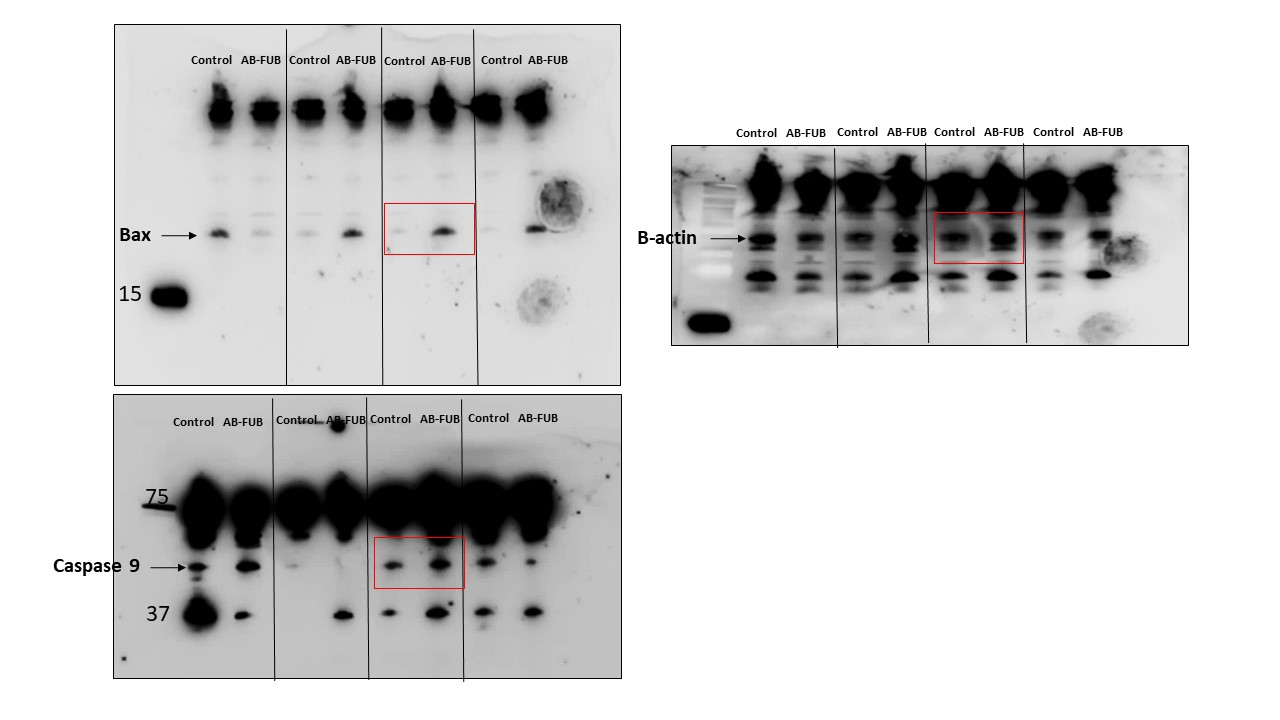 Control AB-FUB Control AB-FUB Control AB-FUB Control AB-FUB
Bax
15
Control AB-FUB Control AB-FUB Control AB-FUB Control AB-FUB
B-actin
Control AB-FUB Control AB-FUB Control AB-FUB Control AB-FUB
75
Caspase 9
37